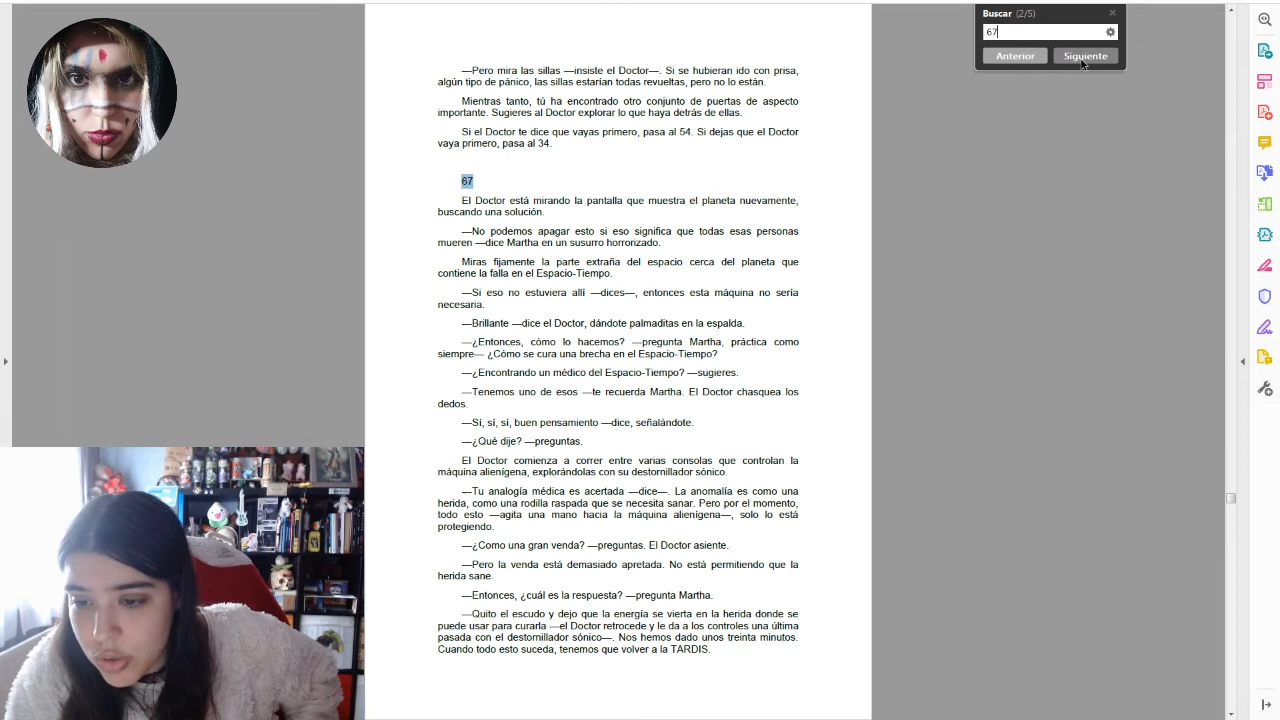 Buscar (2/5)
67
Anterior Siguiente
—Pero mira las sillas —insiste el Doctor—. Si se hubieran ido con prisa,
algún tipo de pánico, las sillas estarían todas revueltas, pero no lo están.
Mientras tanto, tú ha encontrado otro conjunto de puertas de aspecto
importante. Sugieres al Doctor explorar lo que haya detrás de ellas.
Si el Doctor te dice que vayas primero, pasa al 54. Si dejas que el Doctor
vaya primero, pasa al 34.
67
El Doctor está mirando la pantalla que muestra el planeta nuevamente,
buscando una solución.
—No podemos apagar esto si eso significa que todas esas personas
mueren —dice Martha en un susurro horrorizado.
Miras fijamente la parte extraña del espacio cerca del planeta que
contiene la falla en el Espacio-Tiempo.
—Si eso no estuviera allí —dices—, entonces esta máquina no sería
necesaria.
—Brillante —dice el Doctor, dándote palmaditas en la espalda.
—¿Entonces, cómo lo hacemos? —pregunta Martha, práctica como
siempre— ¿Cómo se cura una brecha en el Espacio-Tiempo?
—¿Encontrando un médico del Espacio-Tiempo? —sugieres.
—Tenemos uno de esos —te recuerda Martha. El Doctor chasquea los
dedos.
—Sí, sí, sí, buen pensamiento —dice, señalándote.
—¿Qué dije? —preguntas.
El Doctor comienza a correr entre varias consolas que controlan la
máquina alienígena, explorándolas con su destornillador sónico.
—Tu analogía médica es acertada —dice—. La anomalía es como una
herida, como una rodilla raspada que se necesita sanar. Pero por el momento,
todo esto —agita una mano hacia la máquina alienígena—, solo lo está
protegiendo.
—¿Como una gran venda? —preguntas. El Doctor asiente.
—Pero la venda está demasiado apretada. No está permitiendo que la
herida sane.
—Entonces, ¿cuál es la respuesta? —pregunta Martha.
—Quito el escudo y dejo que la energía se vierta en la herida donde se
puede usar para curarla —el Doctor retrocede y le da a los controles una última
pasada con el destornillador sónico—. Nos hemos dado unos treinta minutos.
Cuando todo esto suceda, tenemos que volver a la TARDIS.